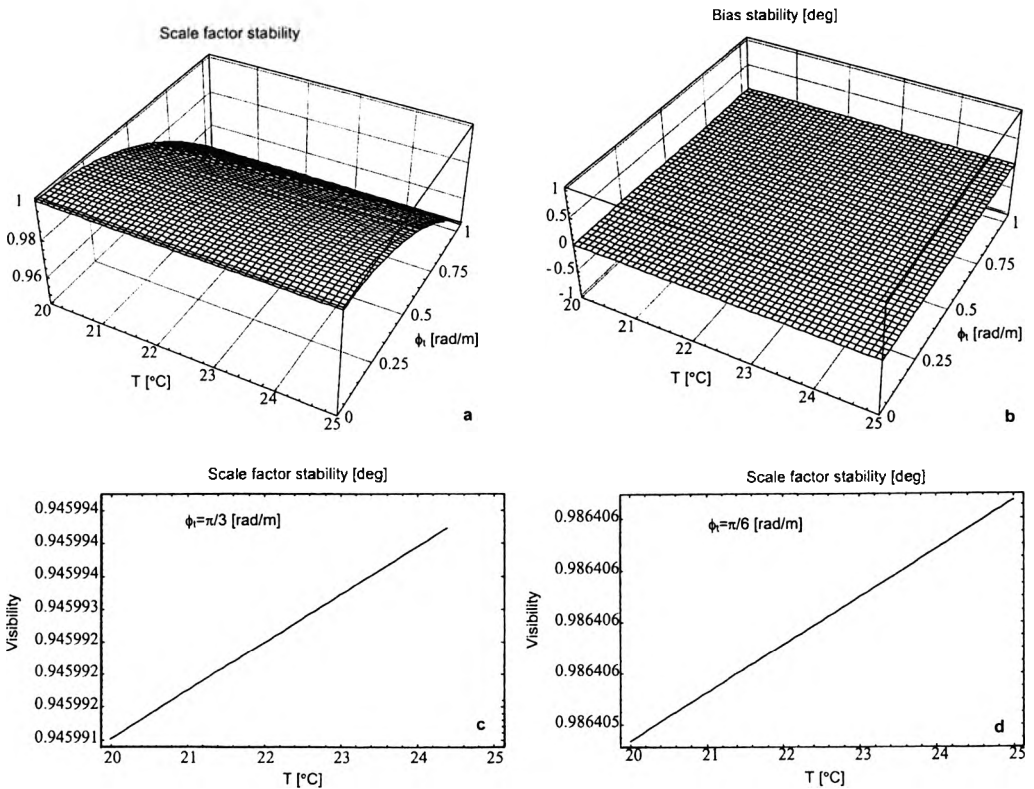 Scale factor stability
1
0.98
0.96
20
21
22
23
24
25
T [°C]
0
0.25
0.5
0.75
1
ϕₜ [rad/m]
a
Bias stability [deg]
1
0.5
0
-0.5
-1
20
21
22
23
24
25
T [°C]
0
0.25
0.5
0.75
1
ϕₜ [rad/m]
b
Scale factor stability [deg]
0.945994
0.945994
0.945994
0.945993
0.945992
0.945992
0.945992
0.945991
Visibility
ϕₜ=π/3 [rad/m]
c
20 21 22 23 24 25
T [°C]
Scale factor stability [deg]
0.986406
0.986406
0.986406
0.986406
0.986405
Visibility
ϕₜ=π/6 [rad/m]
d
20 21 22 23 24 25
T [°C]